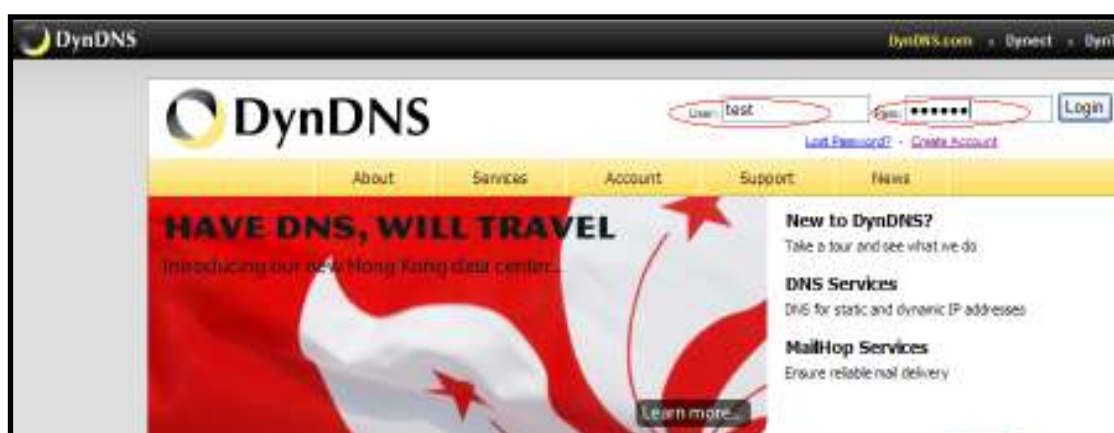 DynDNS
DynDNS.com Dynect
DynDNS
User: test Pass: •••••• Login
Lost Password? - Create Account
About Services Account Support News
HAVE DNS, WILL TRAVEL
Introducing our new Hong Kong data center...
Learn more...
New to DynDNS?
Take a tour and see what we do
DNS Services
DNS for static and dynamic IP addresses
MailHop Services
Ensure reliable mail delivery